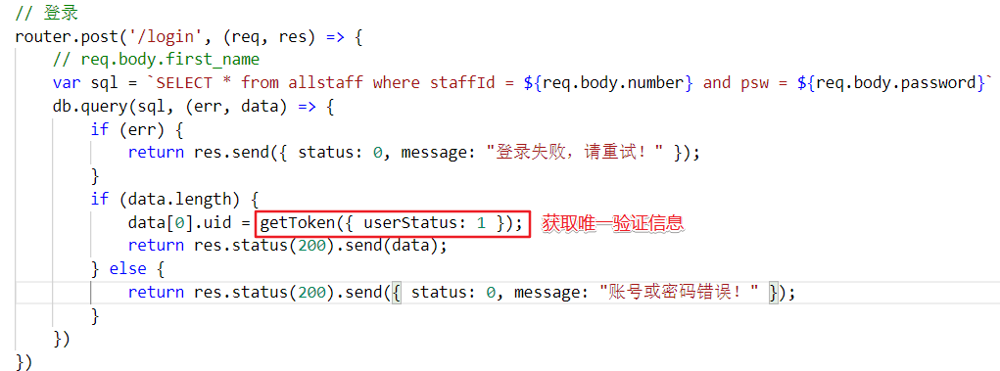 // 登录
router.post('/login', (req, res) => {
// req.body.first_name
var sql = `SELECT * from allstaff where staffId = ${req.body.number} and psw = ${req.body.password}`
db.query(sql, (err, data) => {
if (err) {
return res.send({ status: 0, message: "登录失败，请重试！" });
}
if (data.length) {
data[0].uid = getToken({ userStatus: 1 }); 获取唯一验证信息
return res.status(200).send(data);
} else {
return res.status(200).send({ status: 0, message: "账号或密码错误！" });
}
})
})